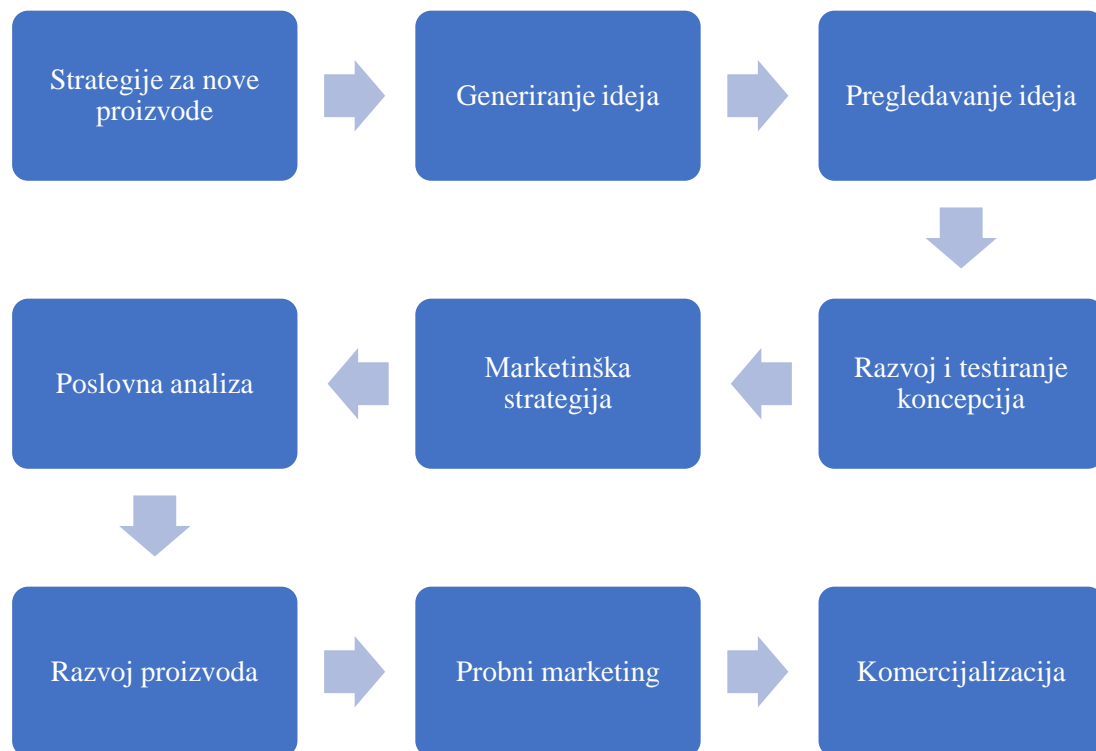 Strategije za nove
proizvode
Generiranje ideja
Pregledavanje ideja
Razvoj i testiranje
koncepcija
Marketinška
strategija
Poslovna analiza
Razvoj proizvoda
Probni marketing
Komercijalizacija